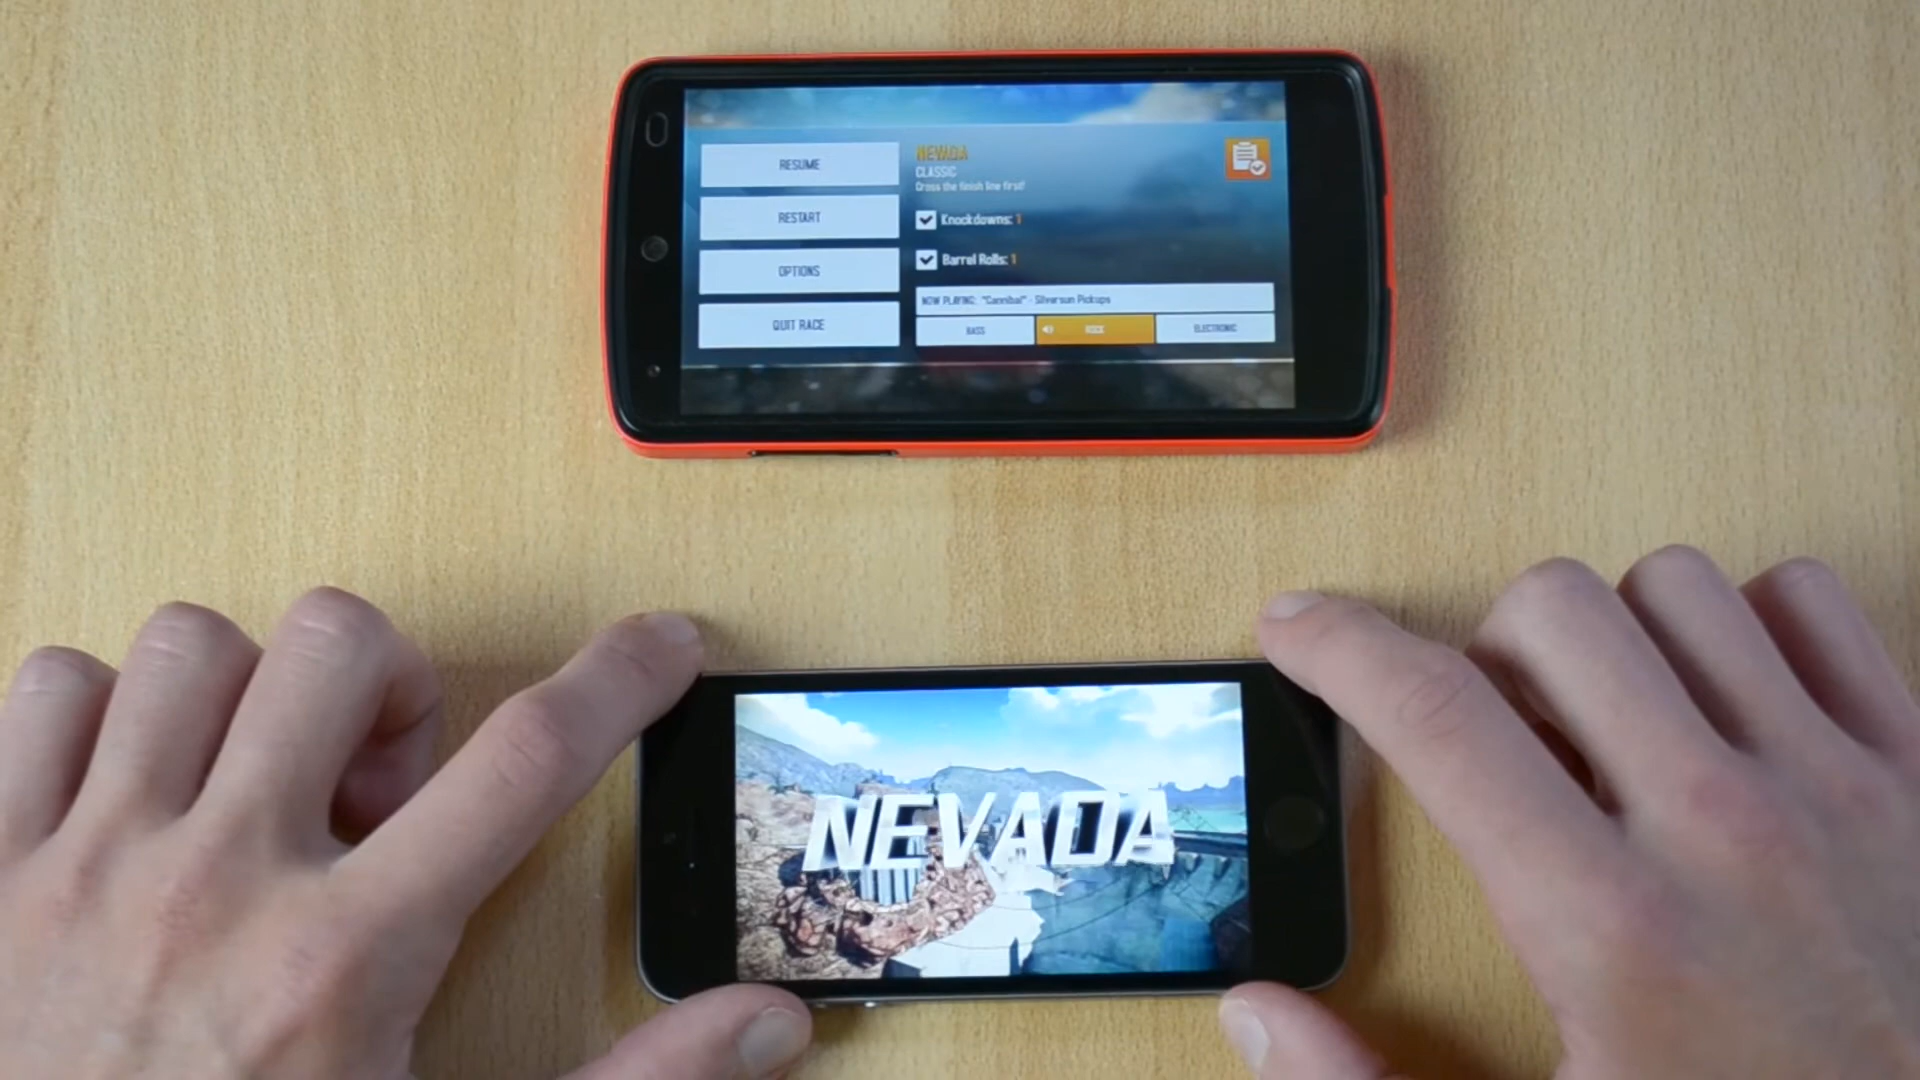 RESUME
RESTART
OPTIONS
QUIT RACE
NEVADA
CLASSIC
Cross the finish line first!
Knockdowns: 1
Barrel Rolls: 1
NOW PLAYING: "Cannibal" - Silversun Pickups
BASS
ROCK
ELECTRONIC
NEVADA